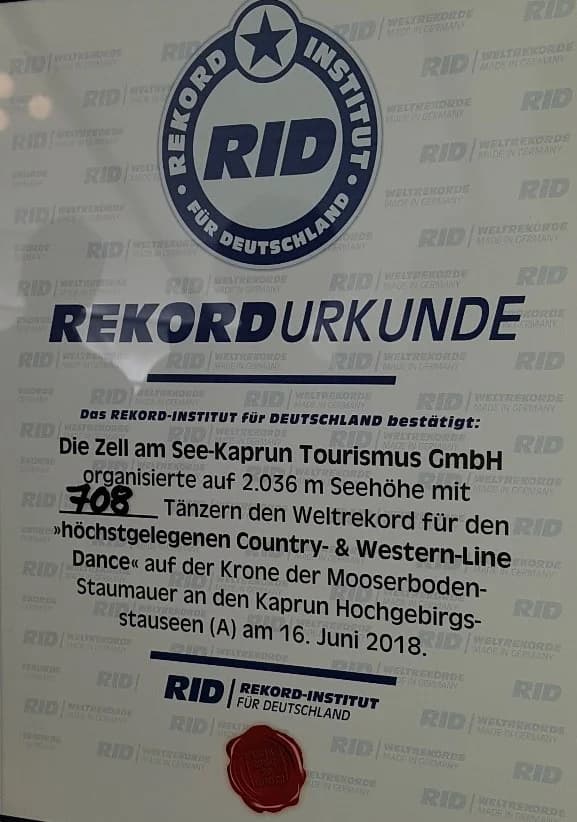 REKORD INSTITUT
RID
• FÜR DEUTSCHLAND •
REKORDURKUNDE
Das REKORD-INSTITUT für DEUTSCHLAND bestätigt:
Die Zell am See-Kaprun Tourismus GmbH
organisierte auf 2.036 m Seehöhe mit
708 Tänzern den Weltrekord für den
»höchstgelegenen Country- & Western-Line
Dance« auf der Krone der Mooserboden-
Staumauer an den Kaprun Hochgebirgs-
stauseen (A) am 16. Juni 2018.
RID | REKORD-INSTITUT
FÜR DEUTSCHLAND